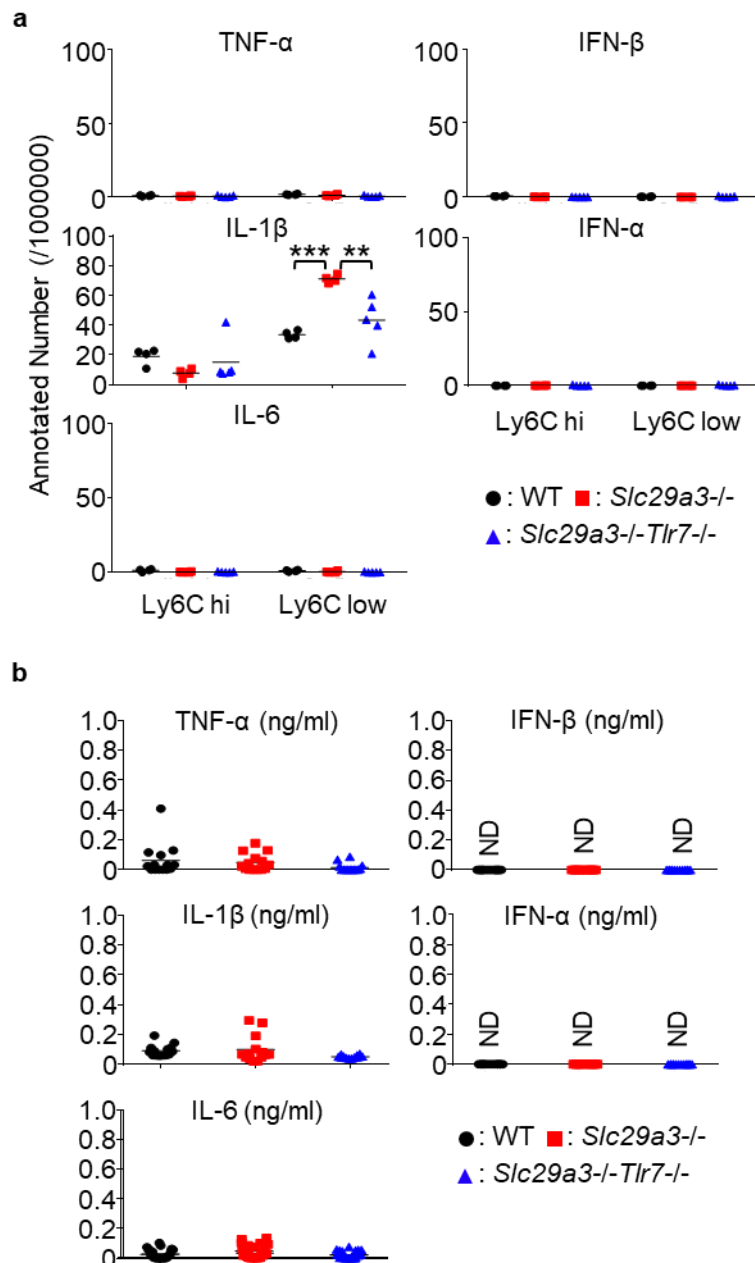 a
TNF-α
IFN-β
100
50
0
100
50
0
Annotated Number (/1000000)
IL-1β
IFN-α
100
80
60
40
20
0
*** **
100
50
0
IL-6
Ly6C hi Ly6C low
100
50
0
●: WT ■: Slc29a3-/-
▲: Slc29a3-/-Tlr7-/-
Ly6C hi Ly6C low
b
TNF-α (ng/ml)
IFN-β (ng/ml)
1.0
0.8
0.6
0.4
0.2
0
1.0
0.8
0.6
0.4
0.2
0
ND ND ND
IL-1β (ng/ml)
IFN-α (ng/ml)
1.0
0.8
0.6
0.4
0.2
0
1.0
0.8
0.6
0.4
0.2
0
ND ND ND
IL-6 (ng/ml)
1.0
0.8
0.6
0.4
0.2
0
●: WT ■: Slc29a3-/-
▲: Slc29a3-/-Tlr7-/-